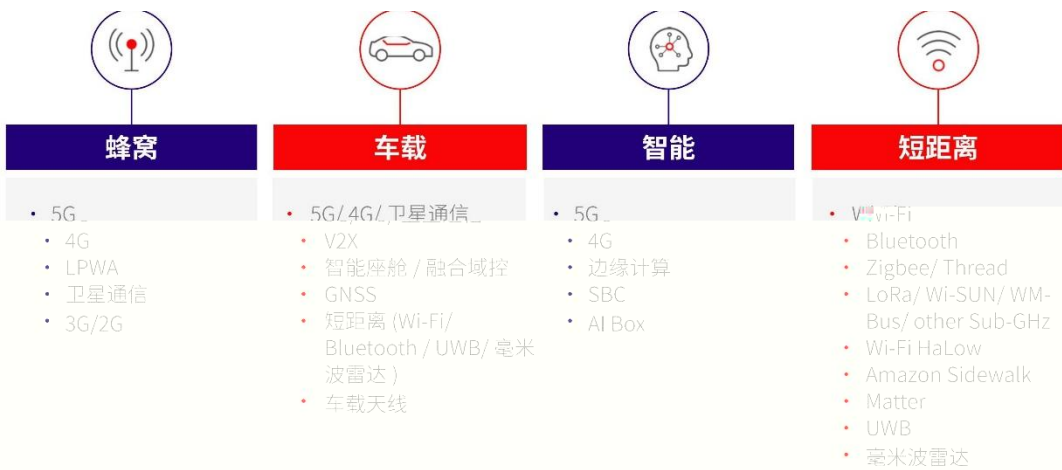 蜂窝
• 5G
• 4G
• LPWA
• 卫星通信
• 3G/2G
车载
• 5G/ 4G/ 卫星通信
• V2X
• 智能座舱 / 融合域控
• GNSS
• 短距离 (Wi-Fi/
Bluetooth / UWB/ 毫米
波雷达 )
• 车载天线
智能
• 5G
• 4G
• 边缘计算
• SBC
• AI Box
短距离
• Wi-Fi
• Bluetooth
• Zigbee/ Thread
• LoRa/ Wi-SUN/ WM-
Bus/ other Sub-GHz
• Wi-Fi HaLow
• Amazon Sidewalk
• Matter
• UWB
• 毫米波雷达